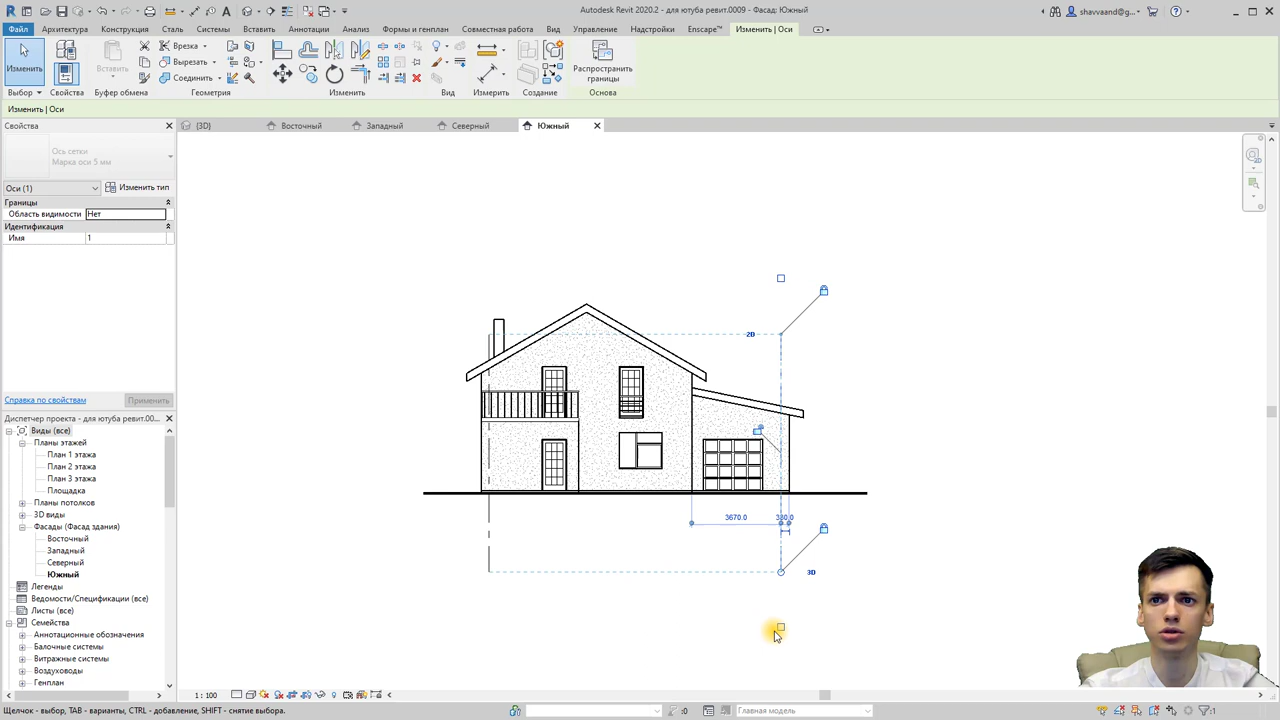 Autodesk Revit 2020.2 - для ютуба ревит.0009 - Фасад: Южный
shavvaand@g...
Файл Архитектура Конструкция Сталь Системы Вставить Аннотации Анализ Формы и генплан Совместная работа Вид Управление Надстройки Enscape™ Изменить | Оси
Изменить Вставить Врезка Вырезать Соединить Распространить границы
Выбор Свойства Буфер обмена Геометрия Изменить Вид Измерить Создание Основа
Изменить | Оси
Свойства
(3D) Восточный Западный Северный Южный
Ось сетки
Марка оси 5 мм
Оси (1) Изменить тип
Границы
Область видимости Нет
Идентификация
Имя 1
2D
Справка по свойствам Применить
Диспетчер проекта - для ютуба ревит.0009
Виды (все)
Планы этажей
План 1 этажа
План 2 этажа
План 3 этажа
Площадка
Планы потолков
3D виды
3670.0
Фасады (Фасад здания)
Восточный
Западный
Северный
Южный
3D
Легенды
Ведомости/Спецификации (все)
Листы (все)
Семейства
Аннотационные обозначения
Балочные системы
Витражные системы
Воздуховоды
Генплан
1 : 100
Щелчок - выбор, TAB - варианты, CTRL - добавление, SHIFT - снятие выбора.
:0
Главная модель
:1